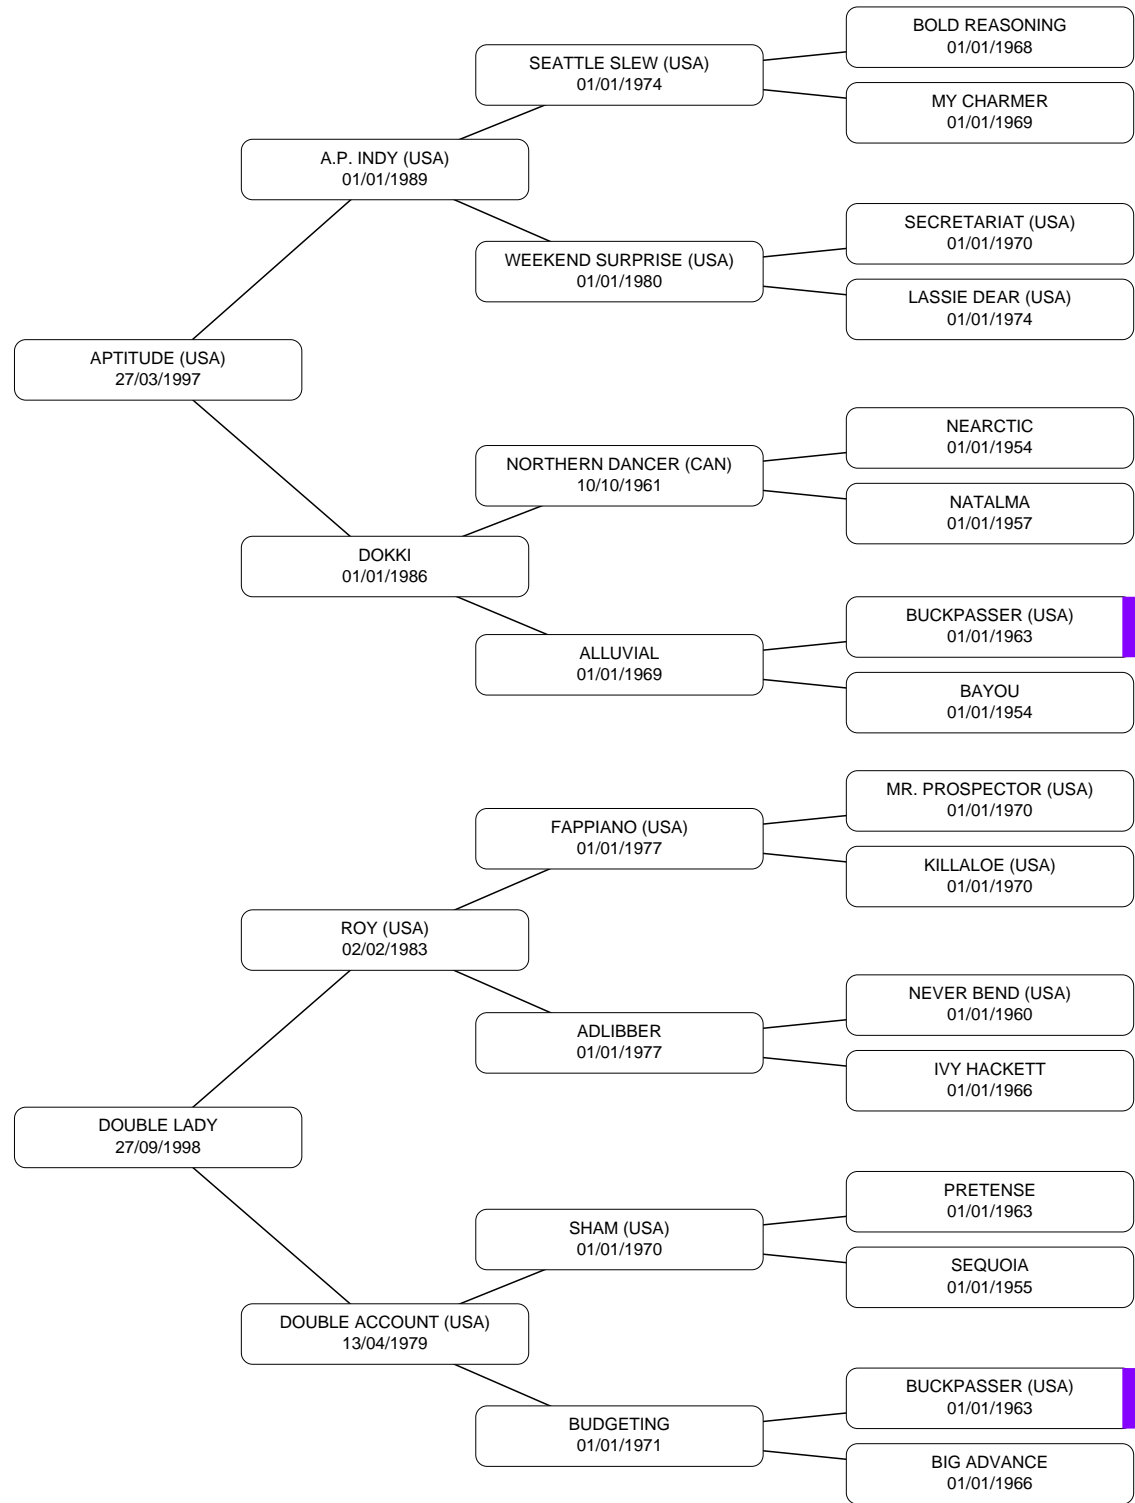 BOLD REASONING
01/01/1968
SEATTLE SLEW (USA)
01/01/1974
MY CHARMER
01/01/1969
A.P. INDY (USA)
01/01/1989
SECRETARIAT (USA)
01/01/1970
WEEKEND SURPRISE (USA)
01/01/1980
LASSIE DEAR (USA)
01/01/1974
APTITUDE (USA)
27/03/1997
NEARCTIC
01/01/1954
NORTHERN DANCER (CAN)
10/10/1961
NATALMA
01/01/1957
DOKKI
01/01/1986
BUCKPASSER (USA)
01/01/1963
ALLUVIAL
01/01/1969
BAYOU
01/01/1954
MR. PROSPECTOR (USA)
01/01/1970
FAPPIANO (USA)
01/01/1977
KILLALOE (USA)
01/01/1970
ROY (USA)
02/02/1983
NEVER BEND (USA)
01/01/1960
ADLIBBER
01/01/1977
IVY HACKETT
01/01/1966
DOUBLE LADY
27/09/1998
PRETENSE
01/01/1963
SHAM (USA)
01/01/1970
SEQUOIA
01/01/1955
DOUBLE ACCOUNT (USA)
13/04/1979
BUCKPASSER (USA)
01/01/1963
BUDGETING
01/01/1971
BIG ADVANCE
01/01/1966